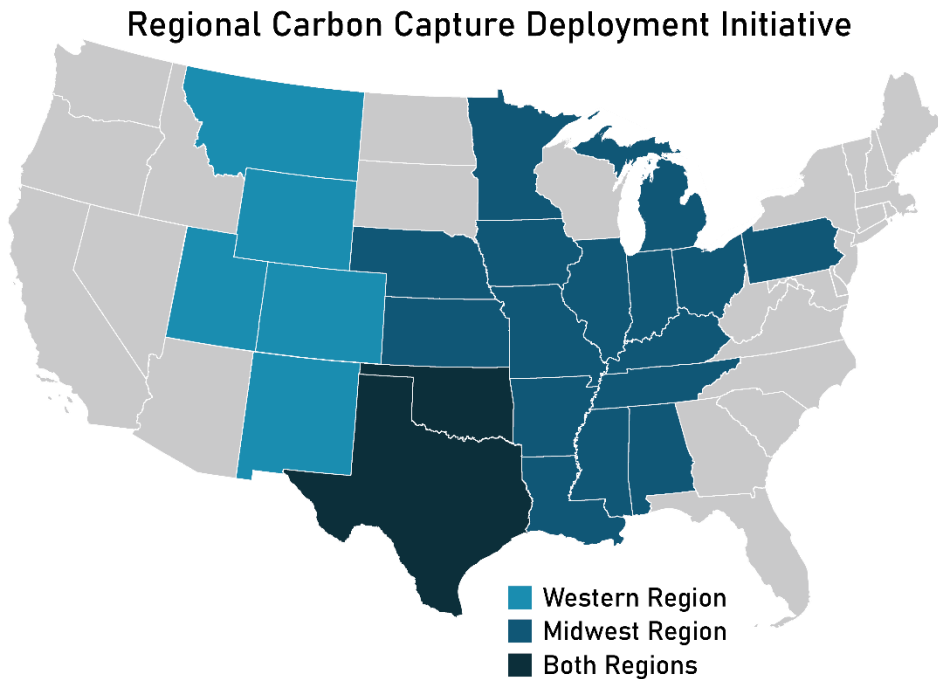 Regional Carbon Capture Deployment Initiative
Western Region
Midwest Region
Both Regions